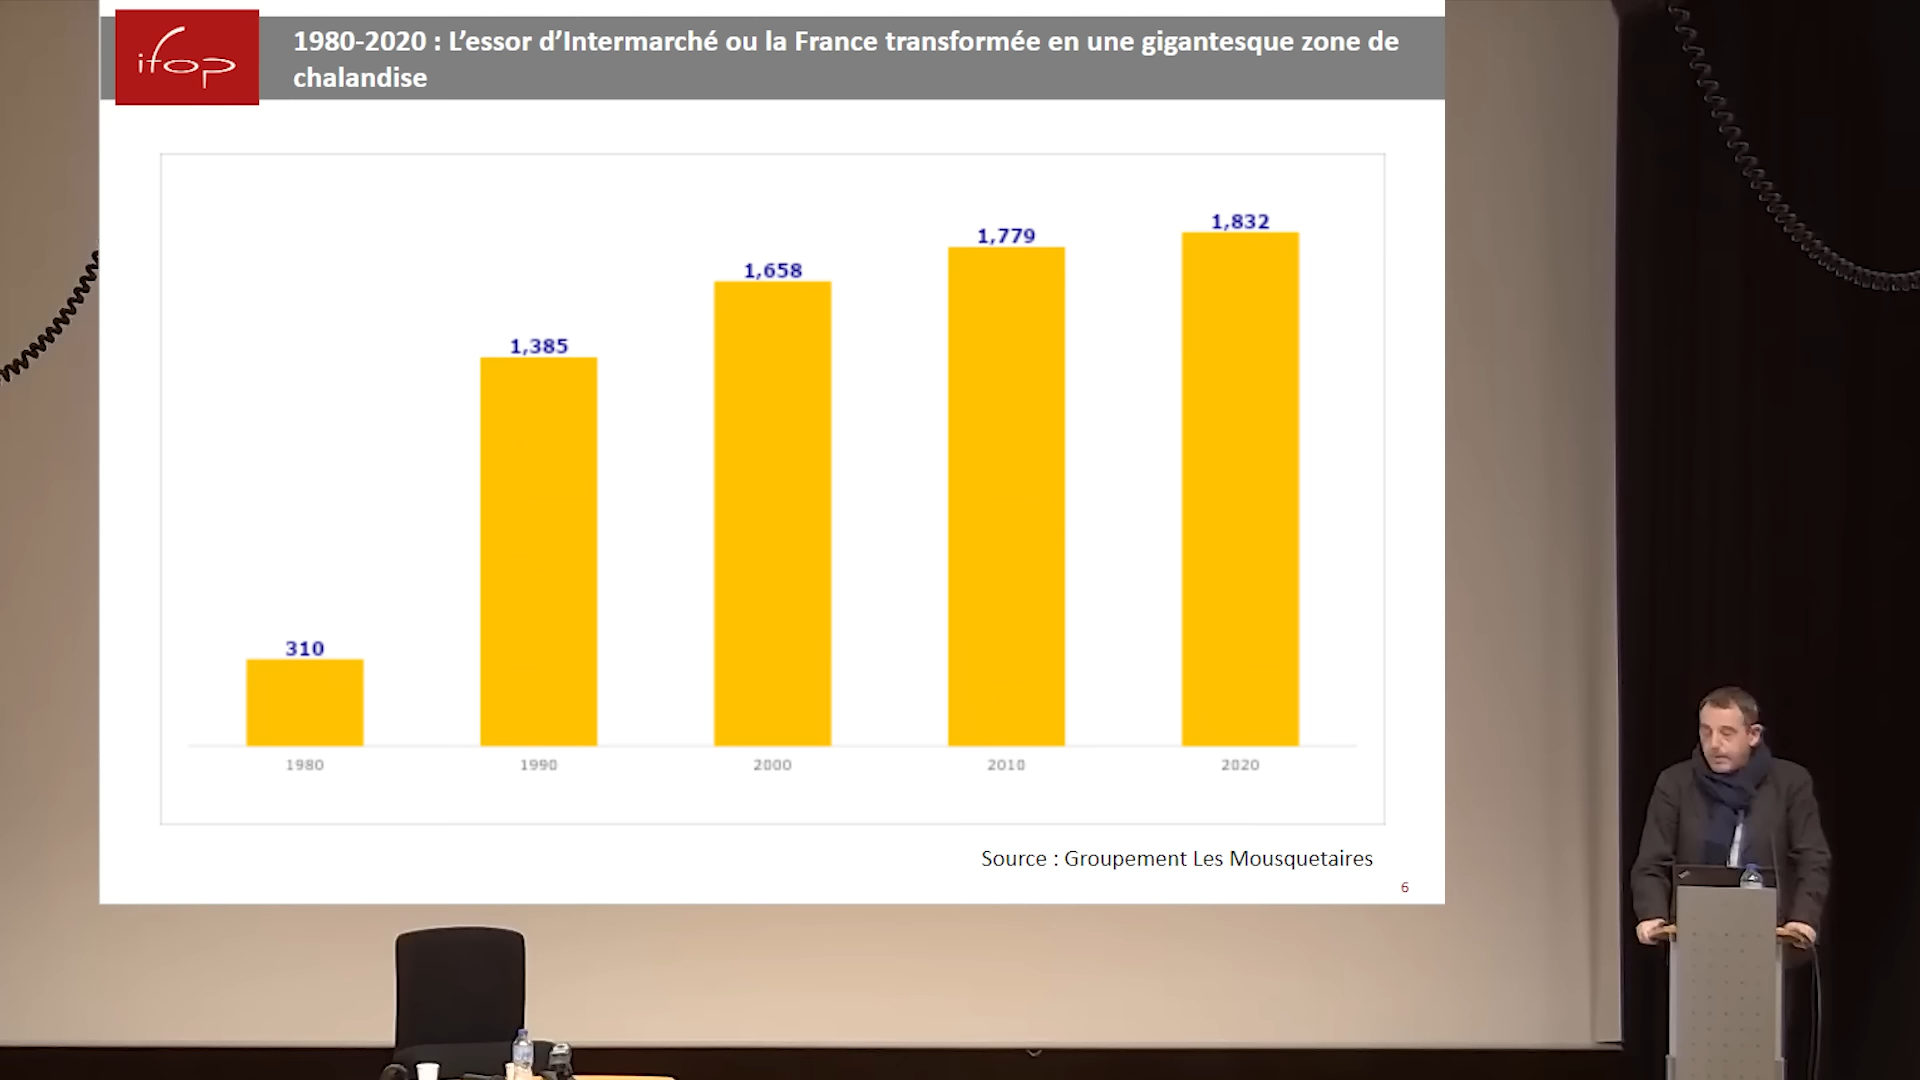 ifop
1980-2020 : L’essor d’Intermarché ou la France transformée en une gigantesque zone de
chalandise
310
1,385
1,658
1,779
1,832
1980
1990
2000
2010
2020
Source : Groupement Les Mousquetaires
6